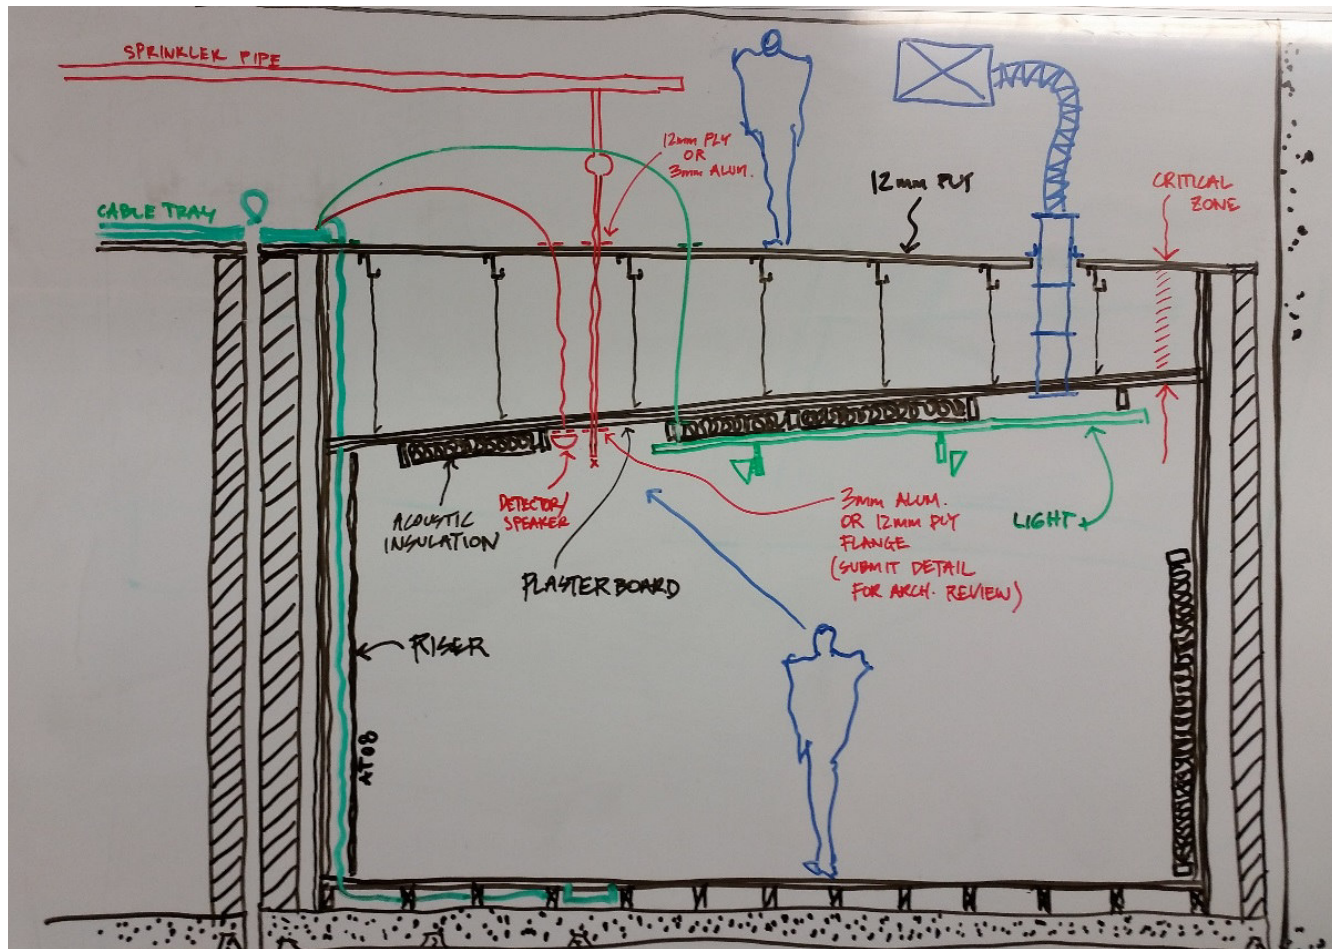 SPRINKLER PIPE
12mm PLY
OR
3mm ALUM.
12mm PLY
CRITICAL
ZONE
CABLE TRAY
ACOUSTIC
INSULATION
DETECTOR/
SPEAKER
PLASTERBOARD
3mm ALUM.
OR 12mm PLY
FLANGE
(SUBMIT DETAIL
FOR ARCH. REVIEW)
LIGHT
RISER
AT08